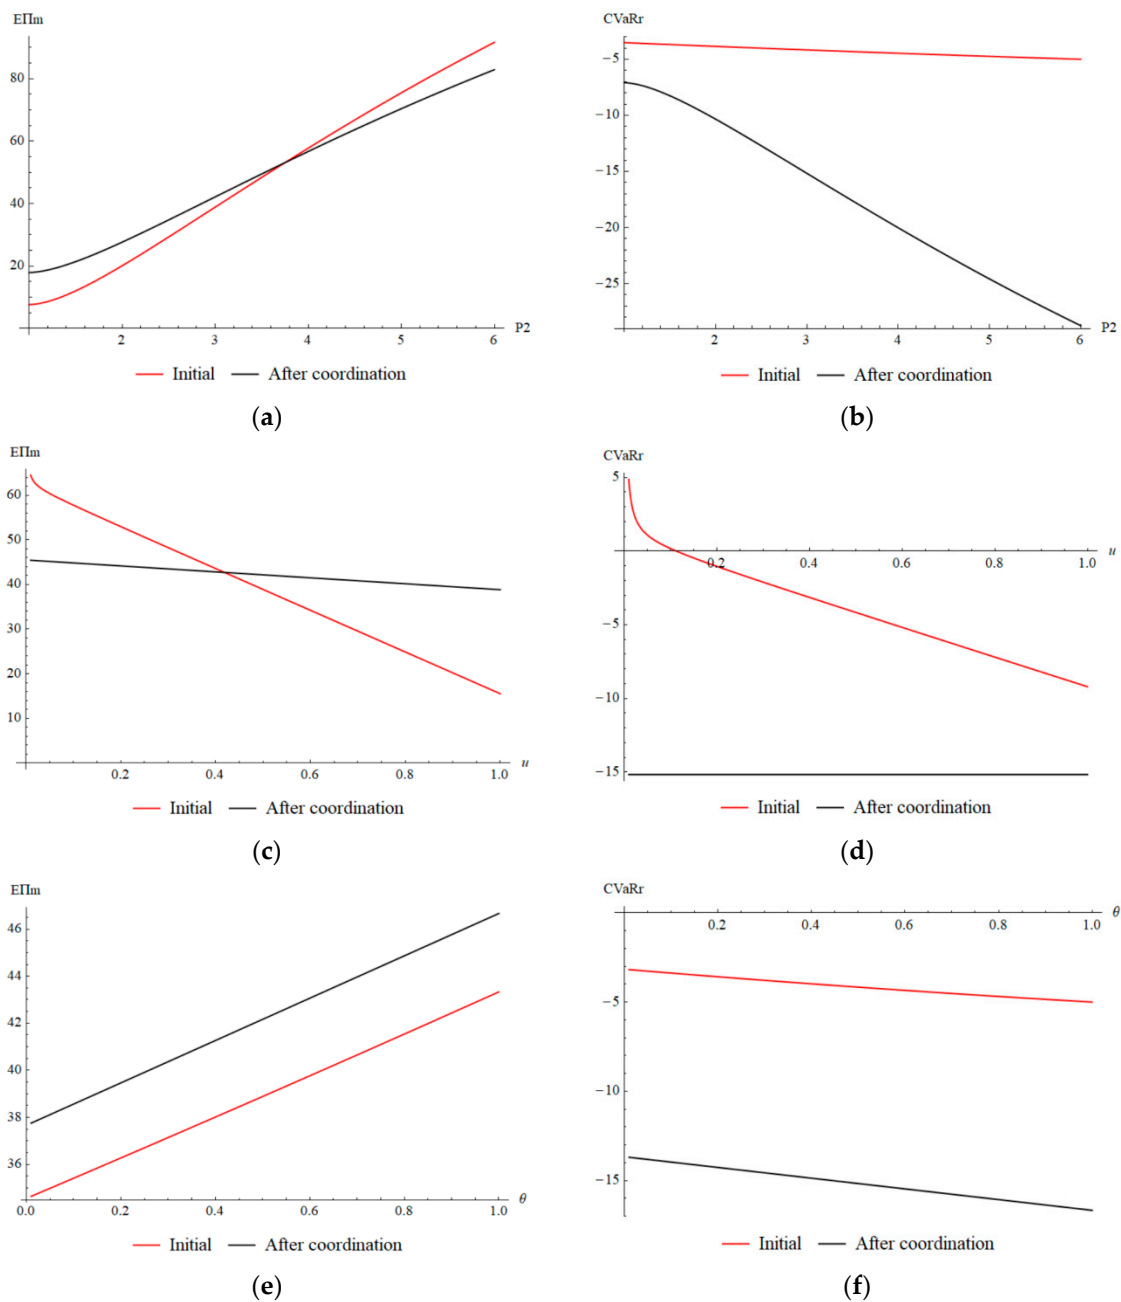 EΠm
80
60
40
20
2 3 4 5 6 P2
Initial After coordination
(a)
CVaRr
−5
−10
−15
−20
−25
2 3 4 5 6 P2
Initial After coordination
(b)
EΠm
60
50
40
30
20
10
0.2 0.4 0.6 0.8 1.0 u
Initial After coordination
(c)
CVaRr
5
0.2 0.4 0.6 0.8 1.0 u
−5
−10
−15
Initial After coordination
(d)
EΠm
46
44
42
40
38
36
0.0 0.2 0.4 0.6 0.8 1.0 θ
Initial After coordination
(e)
CVaRr
0.2 0.4 0.6 0.8 1.0 θ
−5
−10
−15
Initial After coordination
(f)